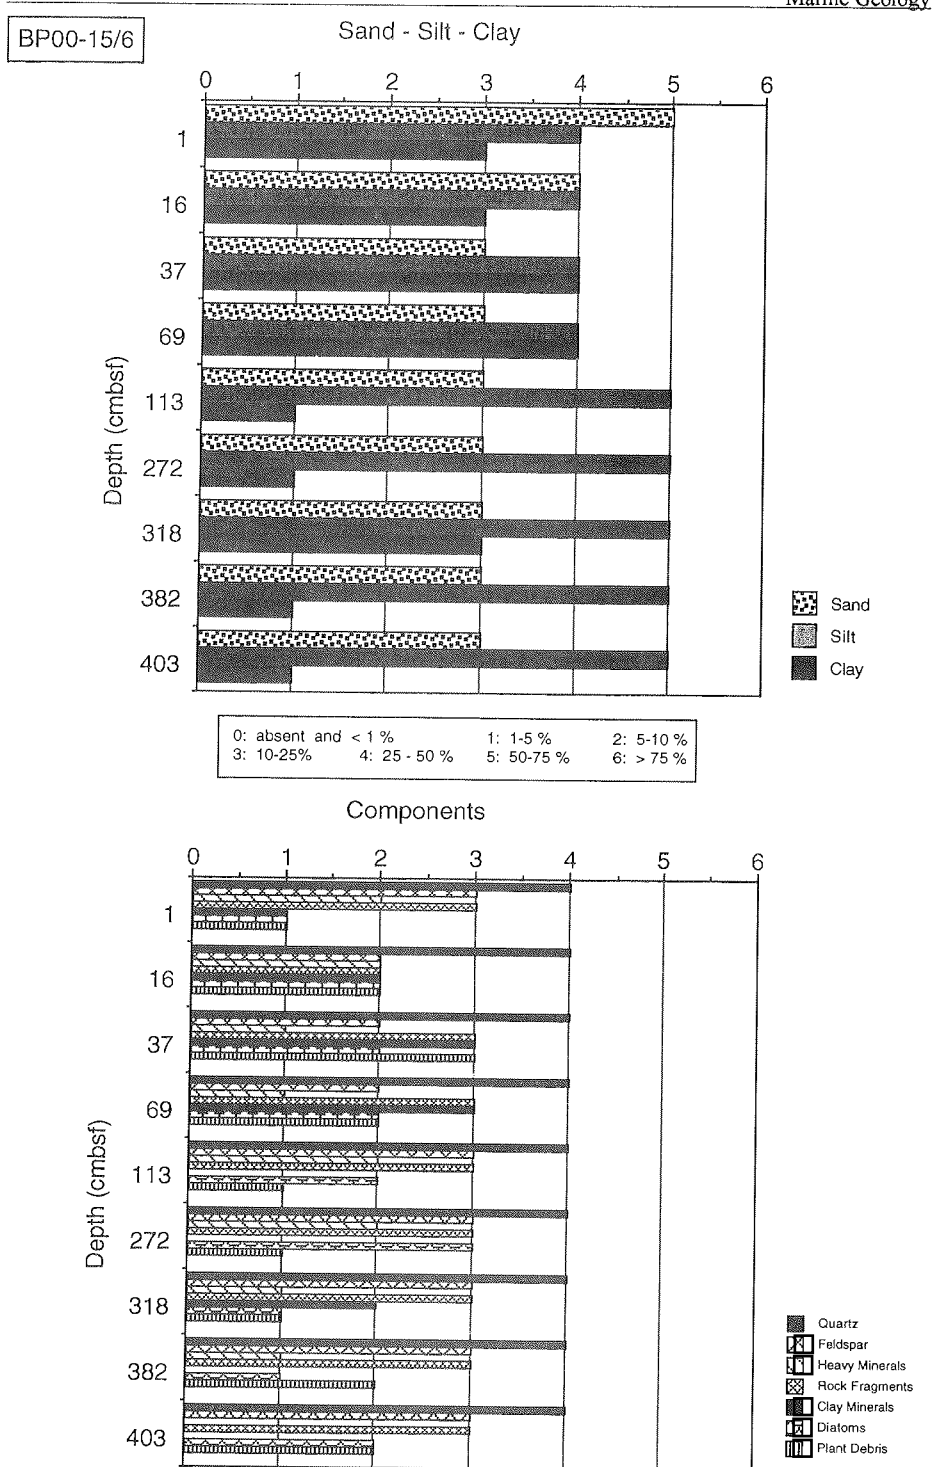 Marine Geology
BP00-15/6
Sand - Silt - Clay
0 1 2 3 4 5 6
1
16
37
69
113
272
318
382
403
Depth (cmbsf)
Sand
Silt
Clay
0: absent and < 1 % 1: 1-5 % 2: 5-10 %
3: 10-25% 4: 25 - 50 % 5: 50-75 % 6: > 75 %
Components
0 1 2 3 4 5 6
1
16
37
69
113
272
318
382
403
Depth (cmbsf)
Quartz
Feldspar
Heavy Minerals
Rock Fragments
Clay Minerals
Diatoms
Plant Debris